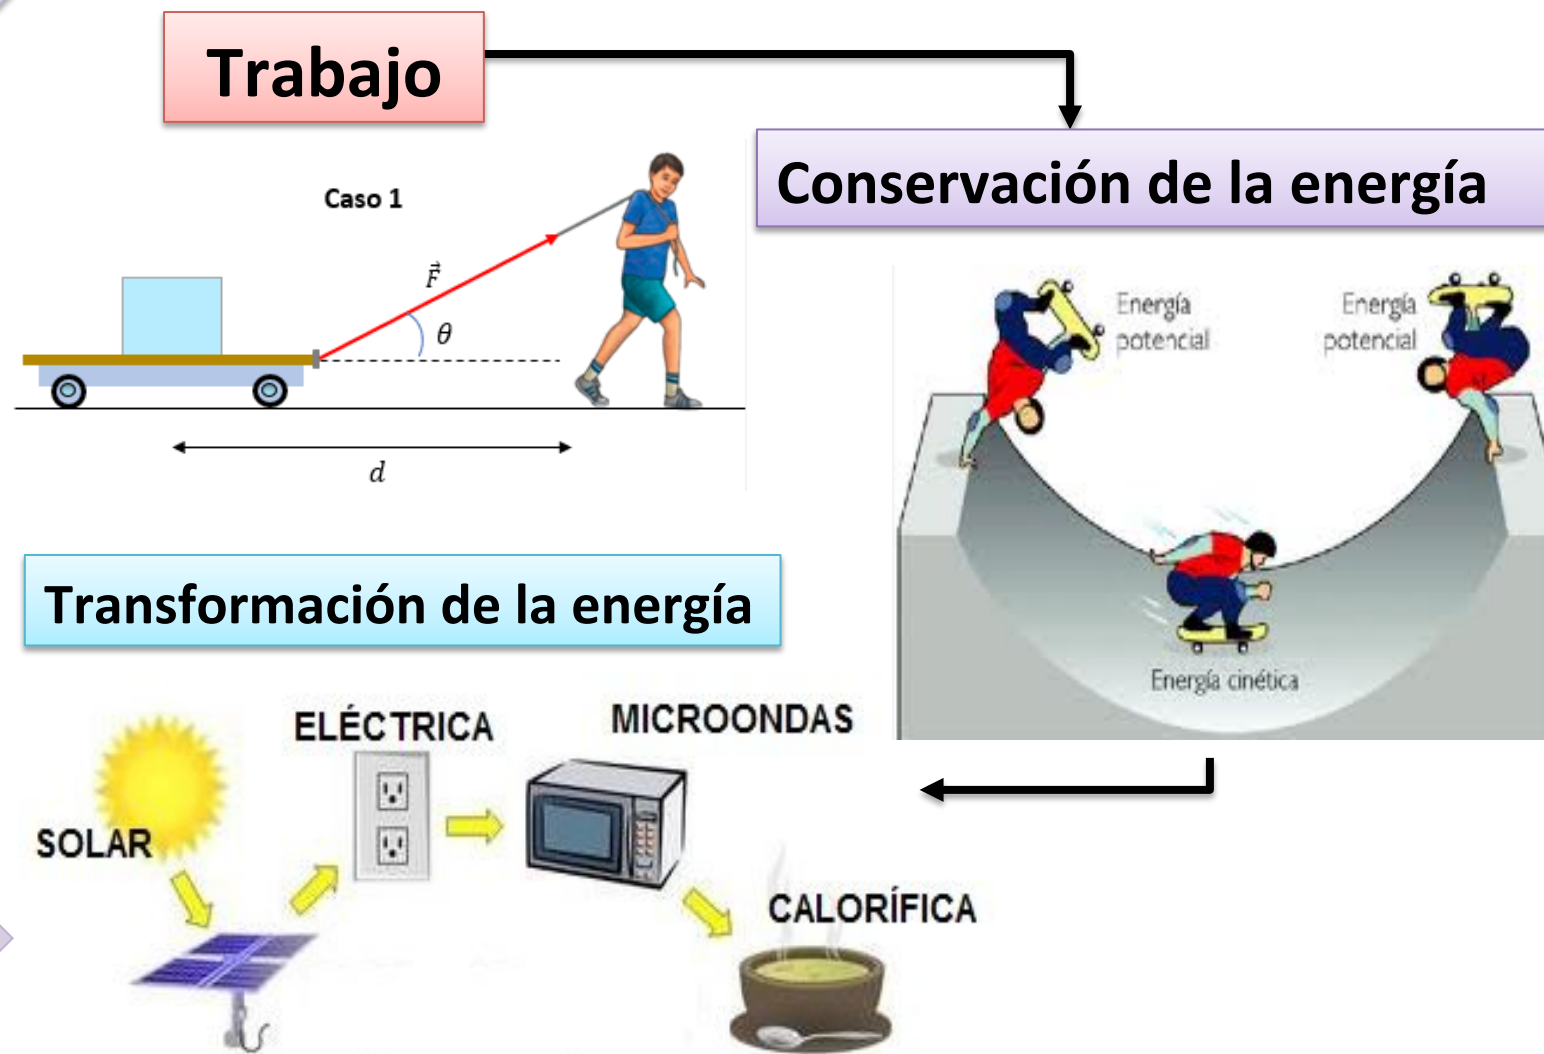 Trabajo
Conservación de la energía
Caso 1
F⃗
θ
d
Energía
potencial
Energía
potencial
Energía cinética
Transformación de la energía
ELÉCTRICA
MICROONDAS
SOLAR
CALORÍFICA